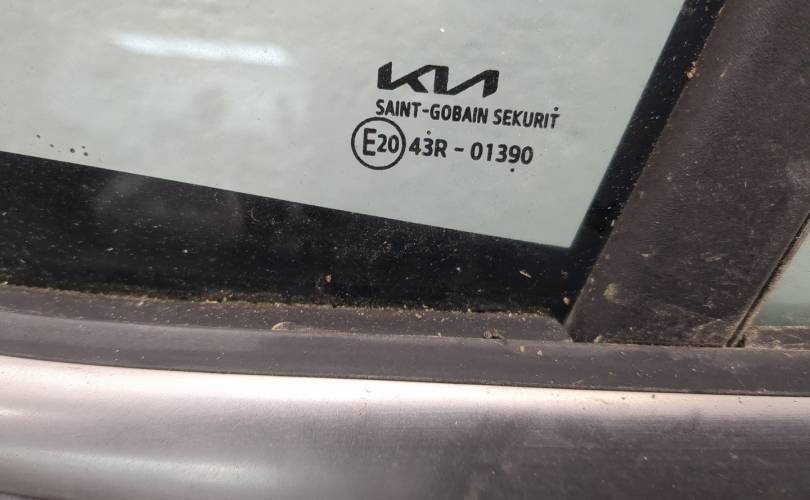 KIA
SAINT-GOBAIN SEKURIT
E20 43R - 01390